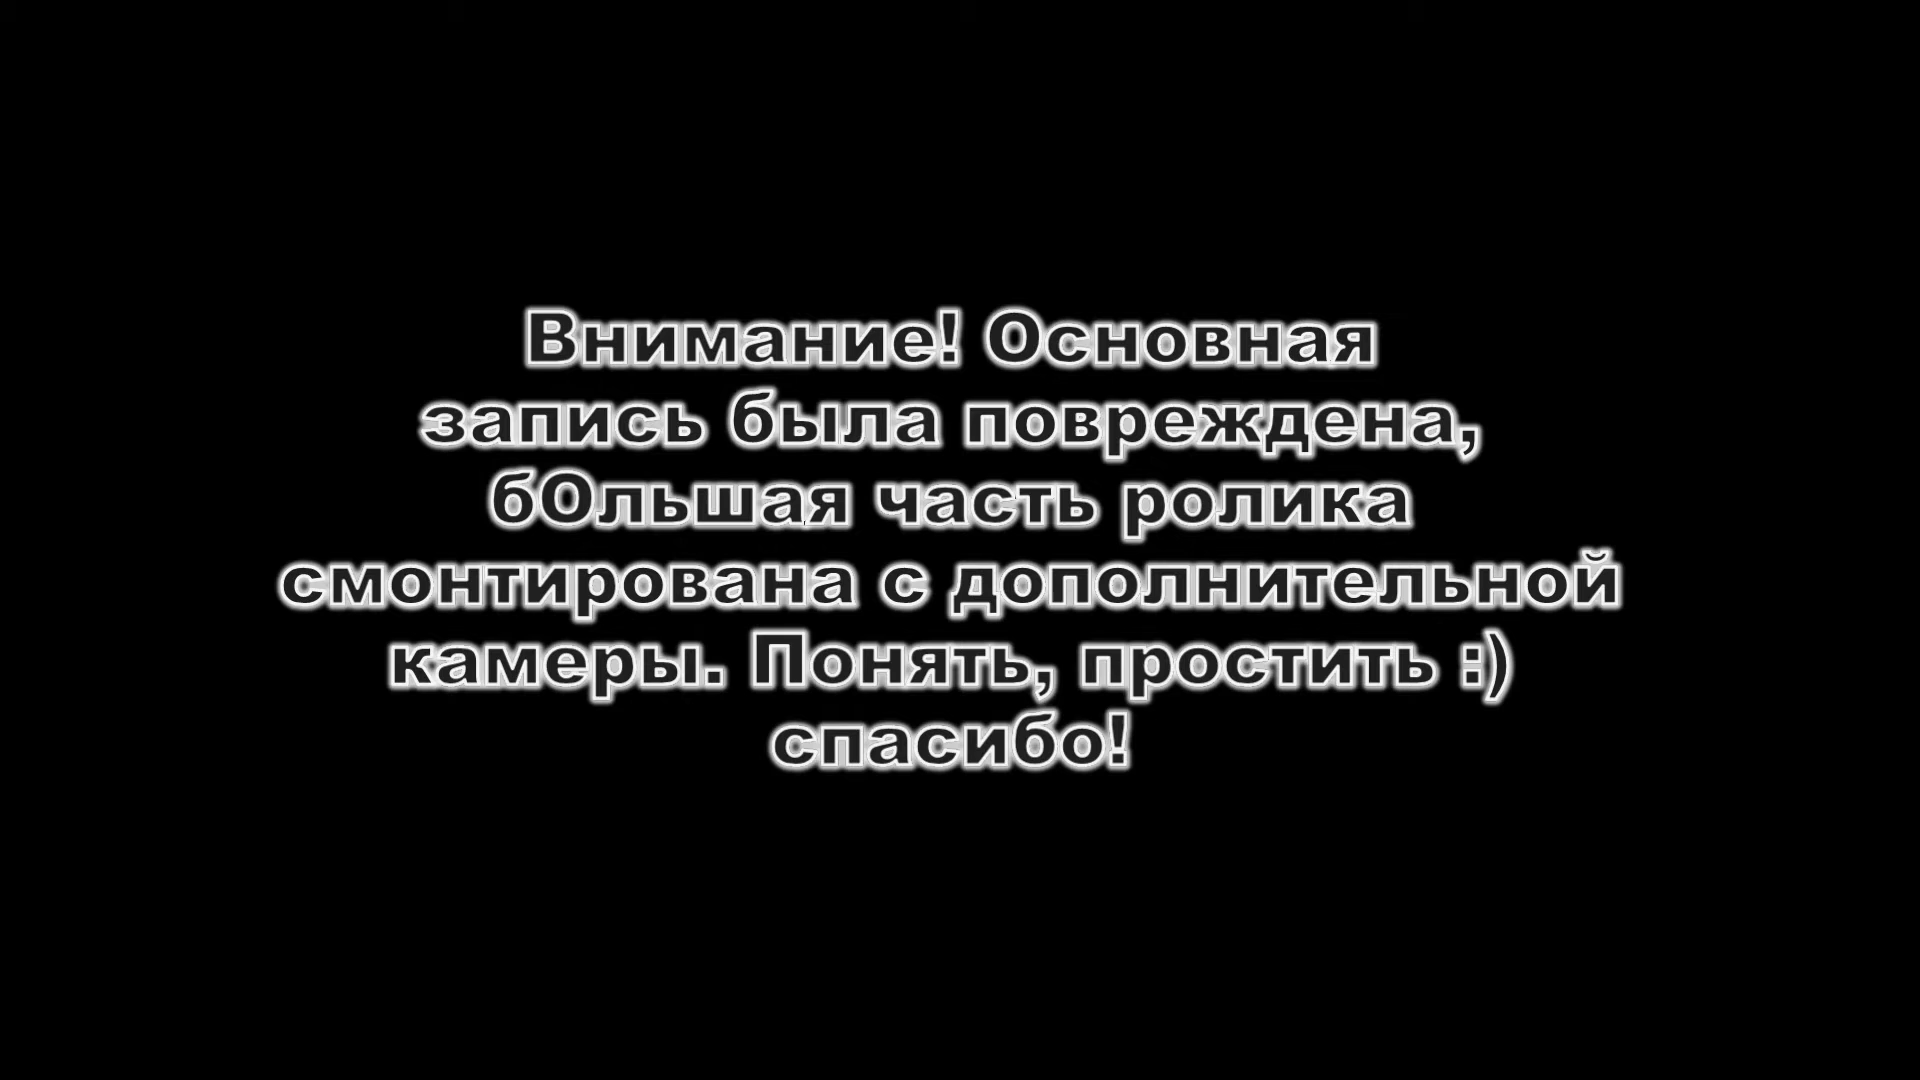 Внимание! Основная
запись была повреждена,
бОльшая часть ролика
смонтирована с дополнительной
камеры. Понять, простить :)
спасибо!